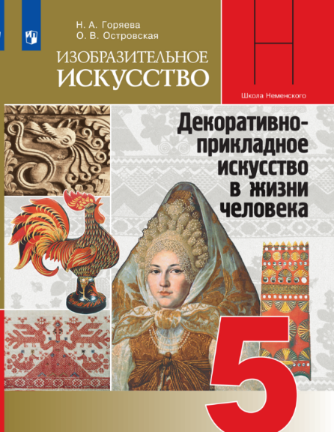 Н. А. Горяева
О. В. Островская
ИЗОБРАЗИТЕЛЬНОЕ
ИСКУССТВО
Школа Неменского
Декоративно-
прикладное
искусство
в жизни
человека
5